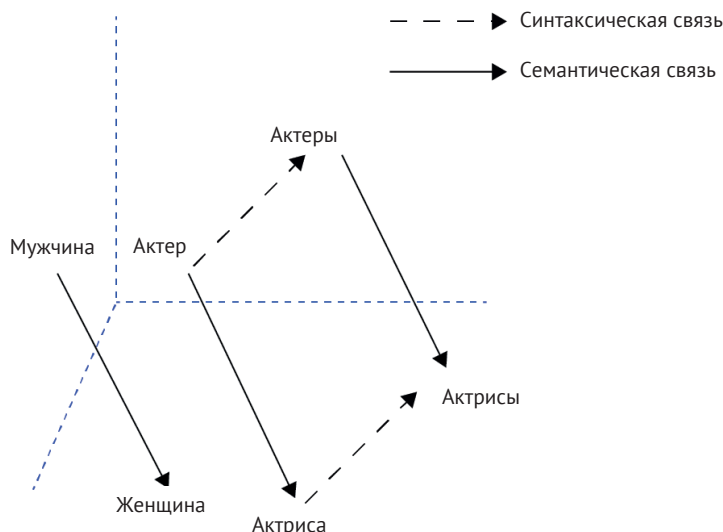 Синтаксическая связь
Семантическая связь
Актеры
Мужчина
Актер
Актрисы
Женщина
Актриса